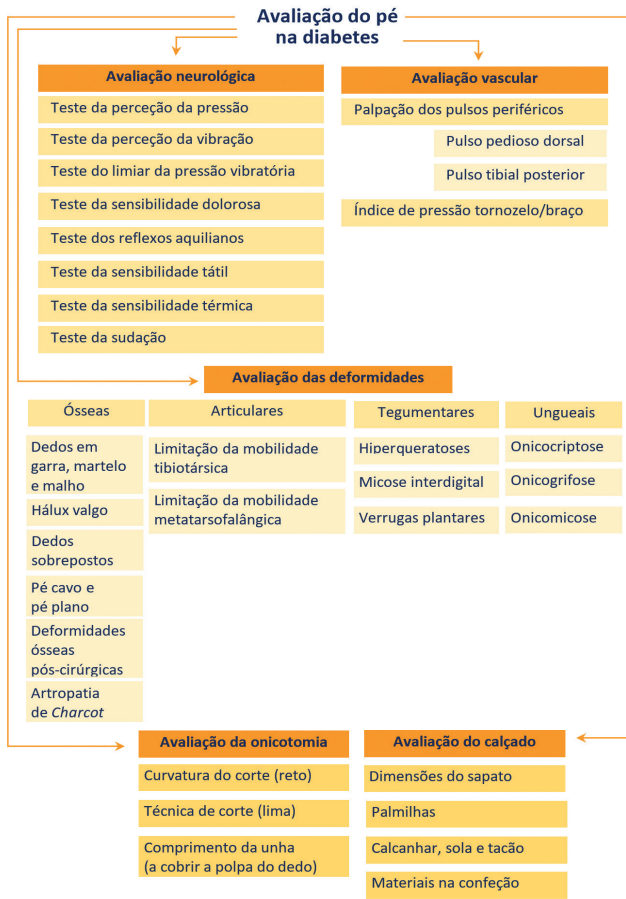 Avaliação do pé
na diabetes
Avaliação neurológica
Teste da perceção da pressão
Teste da perceção da vibração
Teste do limiar da pressão vibratória
Teste da sensibilidade dolorosa
Teste dos reflexos aquilianos
Teste da sensibilidade tátil
Teste da sensibilidade térmica
Teste da sudação
Avaliação vascular
Palpação dos pulsos periféricos
Pulso pedioso dorsal
Pulso tibial posterior
Índice de pressão tornozelo/braço
Avaliação das deformidades
Ósseas
Dedos em
garra, martelo
e malho
Hálux valgo
Dedos
sobrepostos
Pé cavo e
pé plano
Deformidades
ósseas
pós-cirúrgicas
Artropatia
de Charcot
Articulares
Limitação da mobilidade
tibiotársica
Limitação da mobilidade
metatarsofalângica
Tegumentares
Hiperqueratoses
Micose interdigital
Verrugas plantares
Ungueais
Onicocriptose
Onicogrifose
Onicomicose
Avaliação da onicotomia
Curvatura do corte (reto)
Técnica de corte (lima)
Comprimento da unha
(a cobrir a polpa do dedo)
Avaliação do calçado
Dimensões do sapato
Palmilhas
Calcanhar, sola e tacão
Materiais na confeção